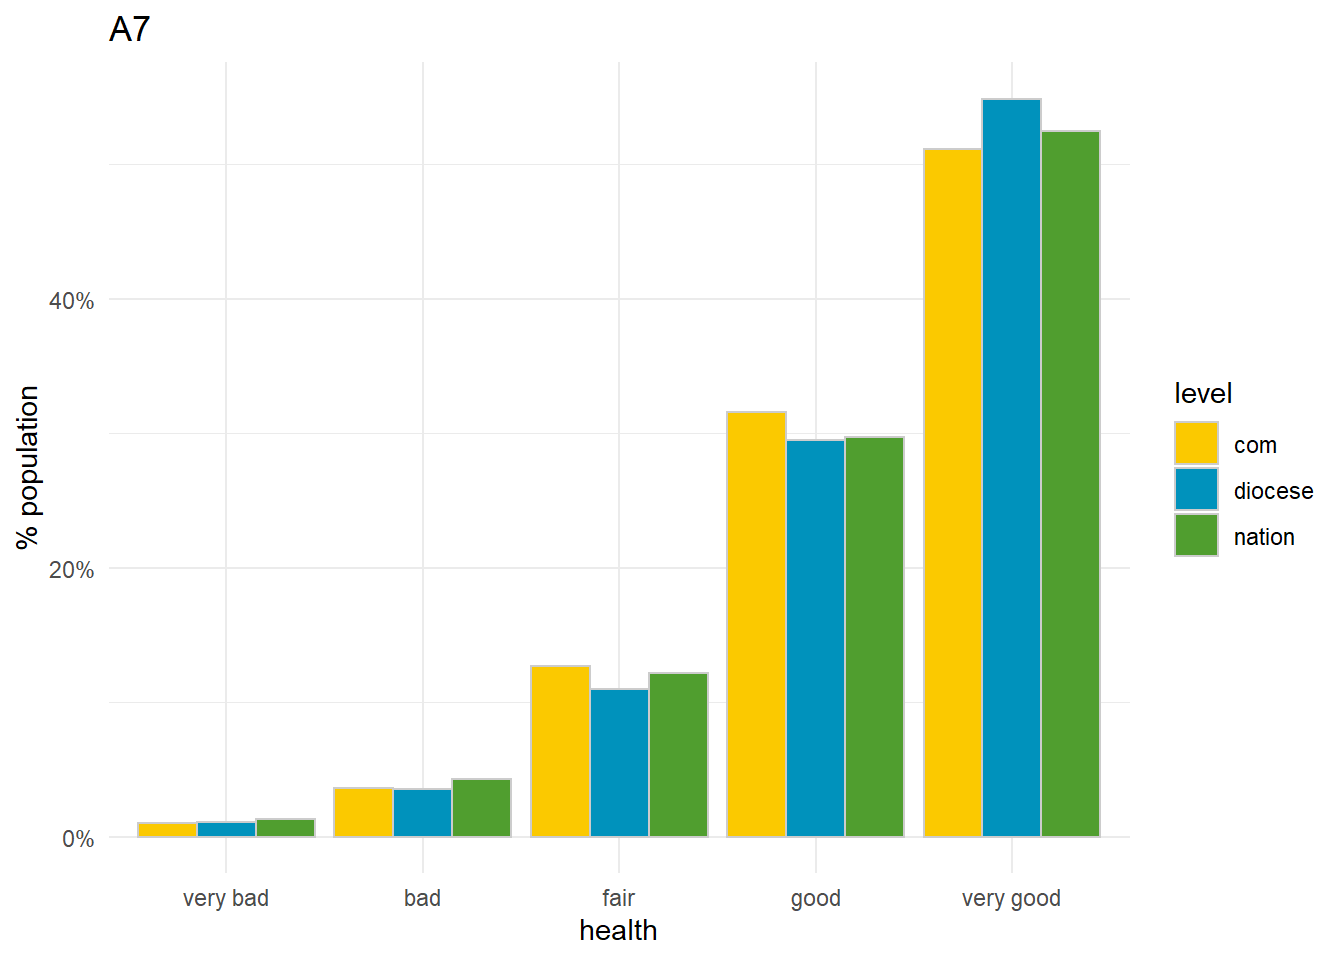 A7
% population
40%
20%
0%
very bad
bad
fair
good
very good
health
level
com
diocese
nation